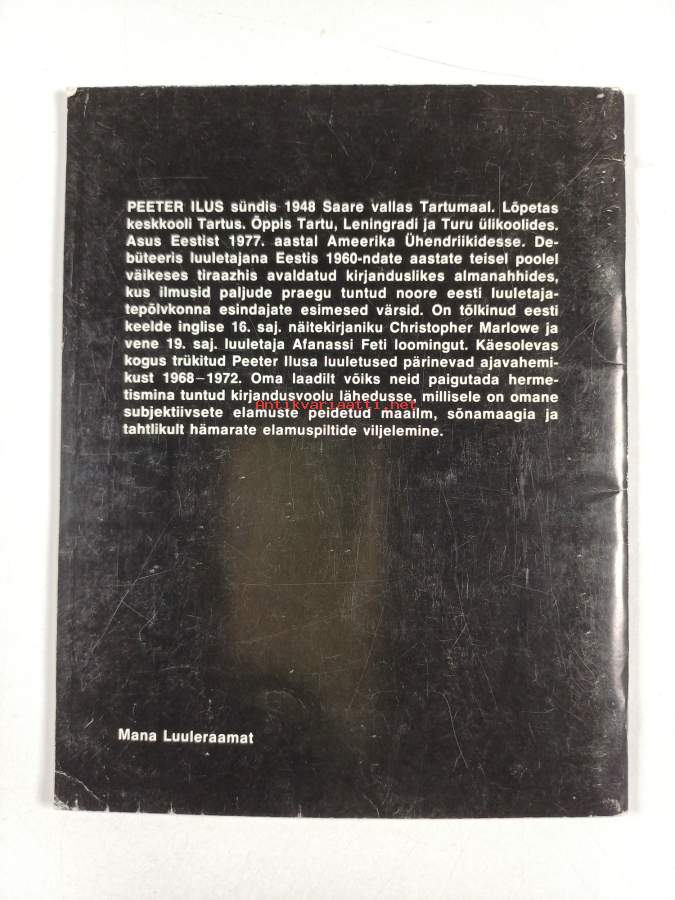 PEETER ILUS sündis 1948 Saare vallas Tartumaal. Lõpetas
keskkooli Tartus. Õppis Tartu, Leningradi ja Turu ülikoolides.
Asus Eestist 1977. aastal Ameerika Ühendriikidesse. De-
büteeris luuletajana Eestis 1960-ndate aastate teisel poolel
väikeses tiraazhis avaldatud kirjanduslikes almanahhides,
kus ilmusid paljude praegu tuntud noore eesti luuletaja-
tepõlvkonna esindajate esimesed värsid. On tõlkinud eesti
keelde inglise 16. saj. näitekirjaniku Christopher Marlowe ja
vene 19. saj. luuletaja Afanassi Feti loomingut. Käesolevas
kogus trükitud Peeter Ilusa luuletused pärinevad ajavahemi-
kust 1968–1972. Oma laadilt võiks neid paigutada herme-
tismina tuntud kirjandusvoolu lähedusse, millisele on omane
Antikvariaatti.net
subjektiivsete elamuste peidetud maailm, sõnamaagia ja
tahtlikult hämarate elamuspiltide viljelemine.
Mana Luuleraamat